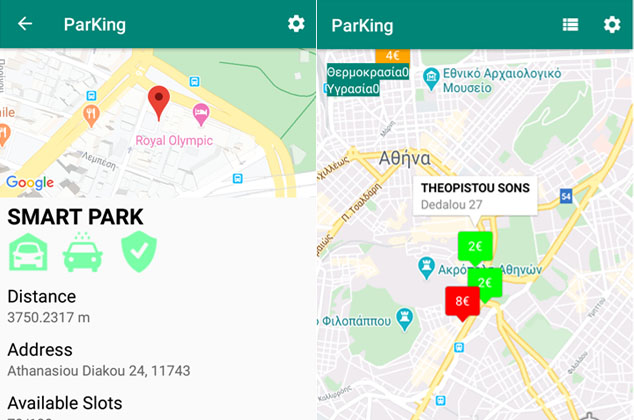 ParKing
Royal Olympic
Λεμπέση
Google
SMART PARK
Distance
3750.2317 m
Address
Athanasiou Diakou 24, 11743
Available Slots
ParKing
4€
Θερμοκρασία0
Υγρασία0
Εθνικό Αρχαιολογικό
Μουσείο
Αθήνα
THEOPISTOU SONS
Dedalou 27
54
2€
Ακρόπολη Αθηνών
2€
8€
Φιλοπάππου